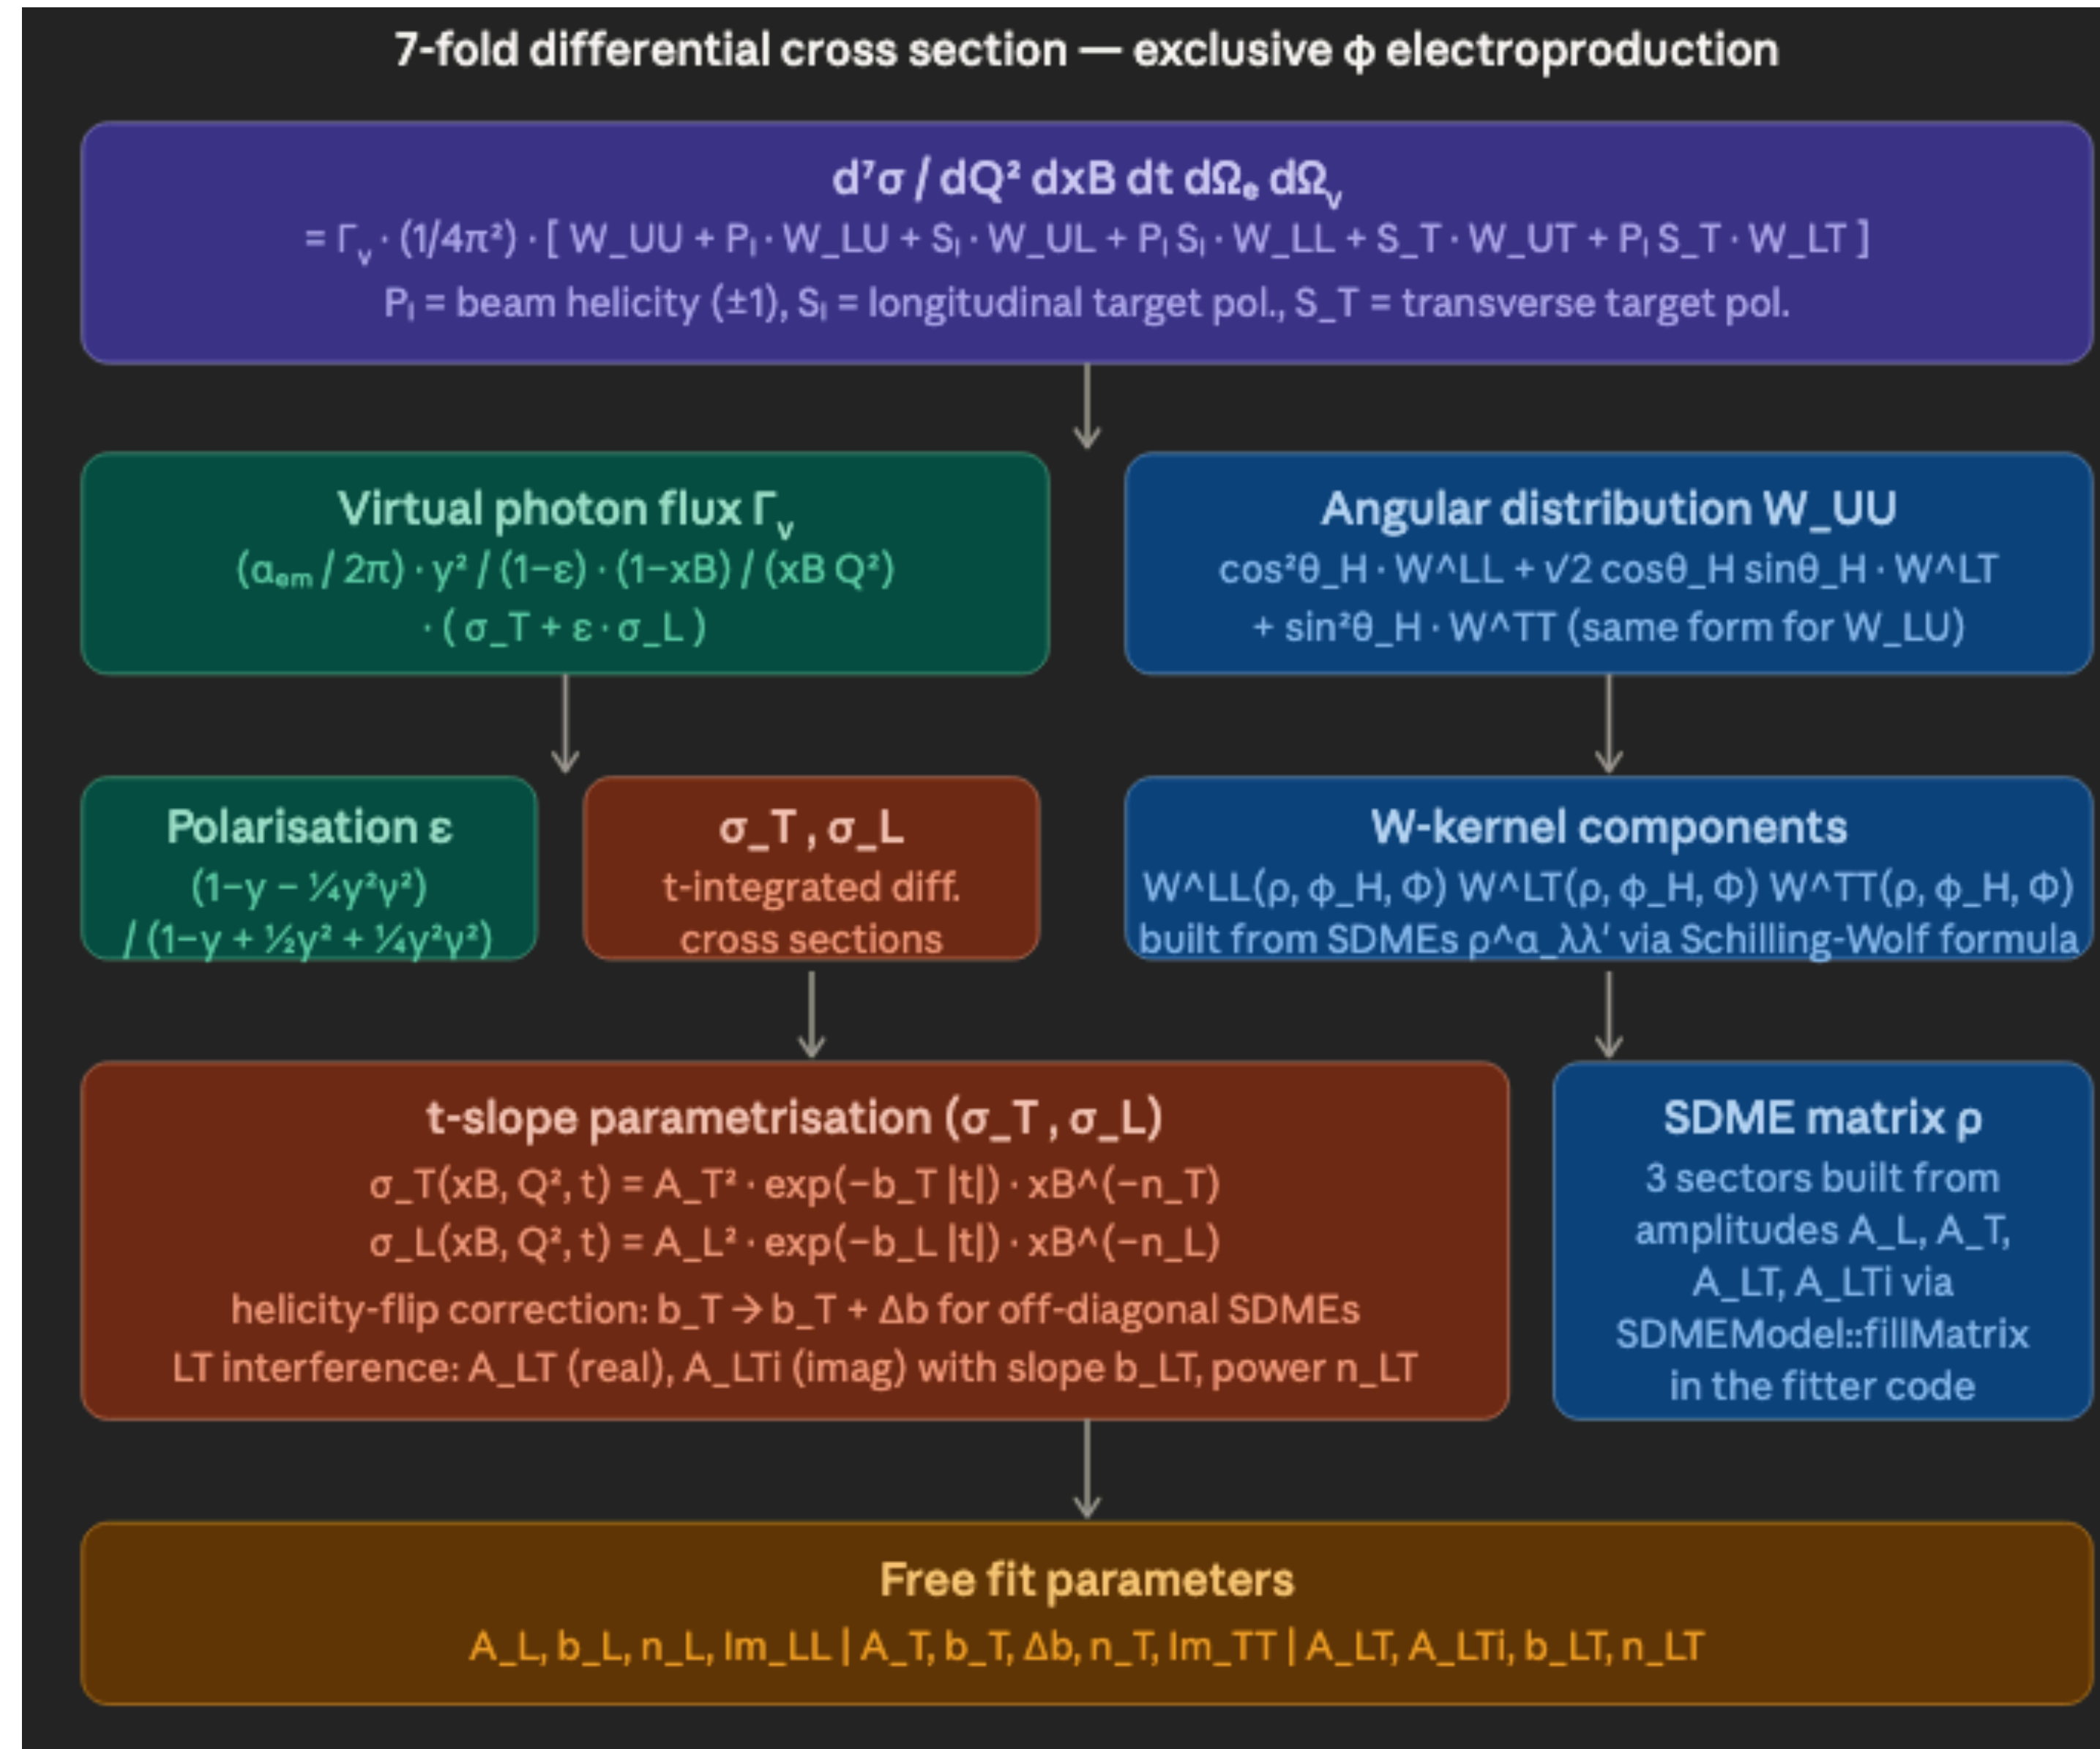 7-fold differential cross section — exclusive ϕ electroproduction
d⁷σ / dQ² dxB dt dΩₑ dΩᵥ
= Γᵥ · (1/4π²) · [ W_UU + Pₗ · W_LU + Sₗ · W_UL + Pₗ Sₗ · W_LL + S_T · W_UT + Pₗ S_T · W_LT ]
Pₗ = beam helicity (±1), Sₗ = longitudinal target pol., S_T = transverse target pol.
Virtual photon flux Γᵥ
(αₑₘ / 2π) · y² / (1−ε) · (1−xB) / (xB Q²)
· ( σ_T + ε · σ_L )
Angular distribution W_UU
cos²θ_H · W^LL + √2 cosθ_H sinθ_H · W^LT
+ sin²θ_H · W^TT (same form for W_LU)
Polarisation ε
(1−y − ¼y²γ²)
/ (1−y + ½y² + ¼y²γ²)
σ_T , σ_L
t-integrated diff.
cross sections
W-kernel components
W^LL(ρ, ϕ_H, Φ) W^LT(ρ, ϕ_H, Φ) W^TT(ρ, ϕ_H, Φ)
built from SDMEs ρ^α_λλ′ via Schilling-Wolf formula
t-slope parametrisation (σ_T , σ_L)
σ_T(xB, Q², t) = A_T² · exp(−b_T |t|) · xB^(−n_T)
σ_L(xB, Q², t) = A_L² · exp(−b_L |t|) · xB^(−n_L)
helicity-flip correction: b_T → b_T + Δb for off-diagonal SDMEs
LT interference: A_LT (real), A_LTi (imag) with slope b_LT, power n_LT
SDME matrix ρ
3 sectors built from
amplitudes A_L, A_T,
A_LT, A_LTi via
SDMEModel::fillMatrix
in the fitter code
Free fit parameters
A_L, b_L, n_L, Im_LL | A_T, b_T, Δb, n_T, Im_TT | A_LT, A_LTi, b_LT, n_LT